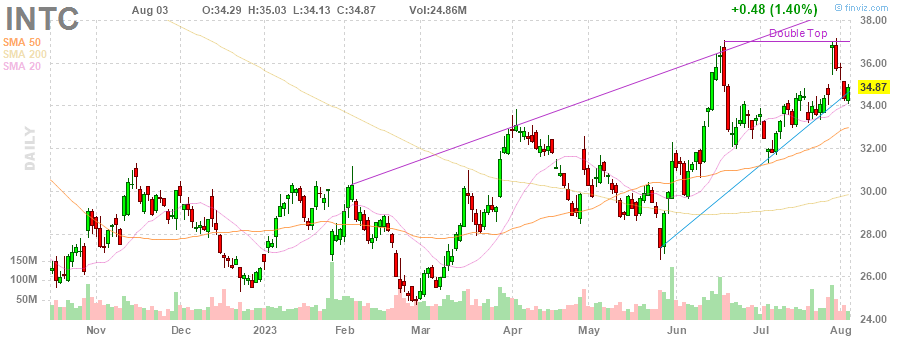 INTC Aug 03 O:34.29 H:35.03 L:34.13 C:34.87 Vol:24.86M +0.48 (1.40%) © finviz.com
SMA 50
SMA 200
SMA 20
DAILY
Double Top
38.00
36.00
34.87
34.00
32.00
30.00
28.00
26.00
24.00
150M
100M
50M
Nov Dec 2023 Feb Mar Apr May Jun Jul Aug